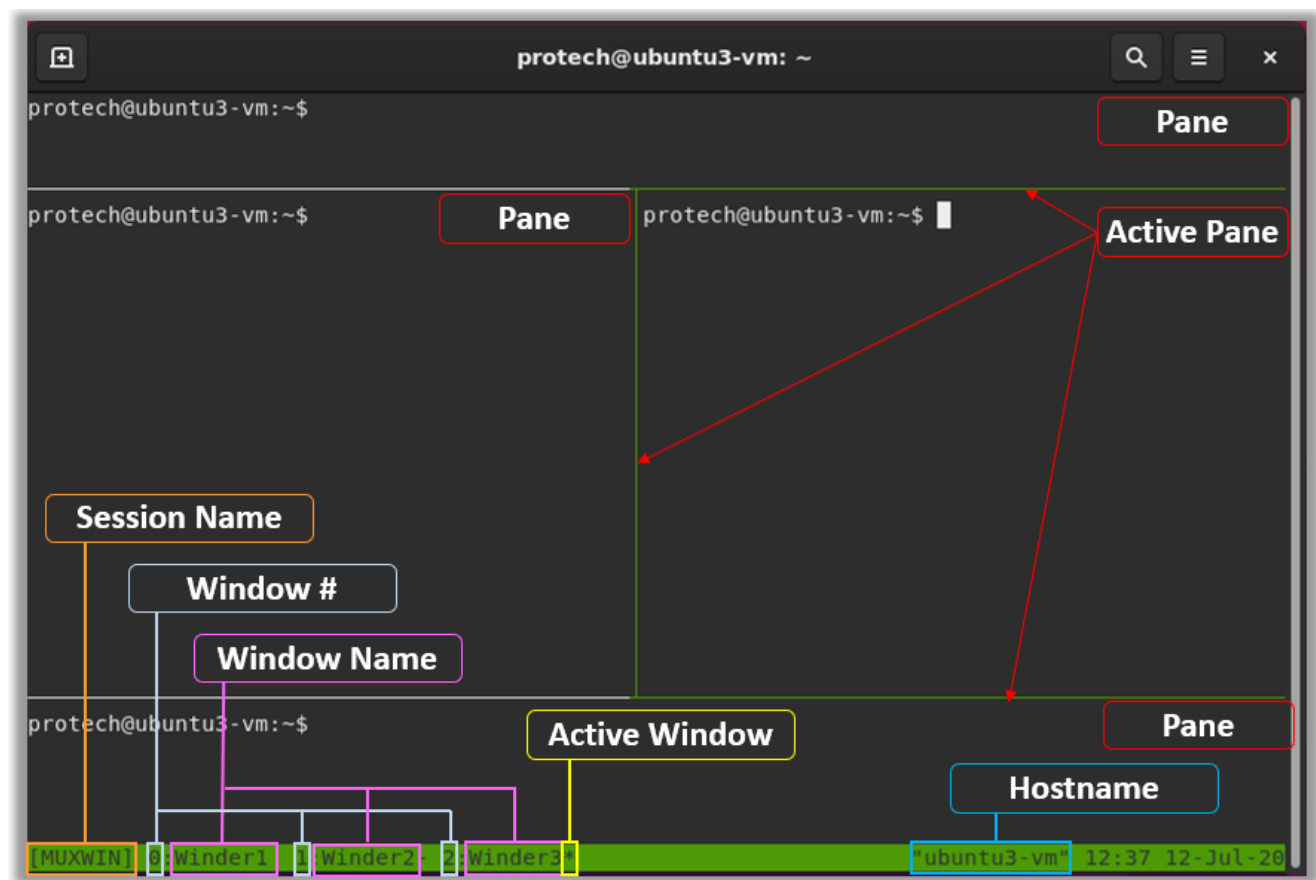 protech@ubuntu3-vm: ~
protech@ubuntu3-vm:~$
Pane
protech@ubuntu3-vm:~$
Pane
protech@ubuntu3-vm:~$
Active Pane
Session Name
Window #
Window Name
protech@ubuntu3-vm:~$
Active Window
Pane
Hostname
[MUXWIN] 0:Winder1 1:Winder2- 2:Winder3* "ubuntu3-vm" 12:37 12-Jul-20